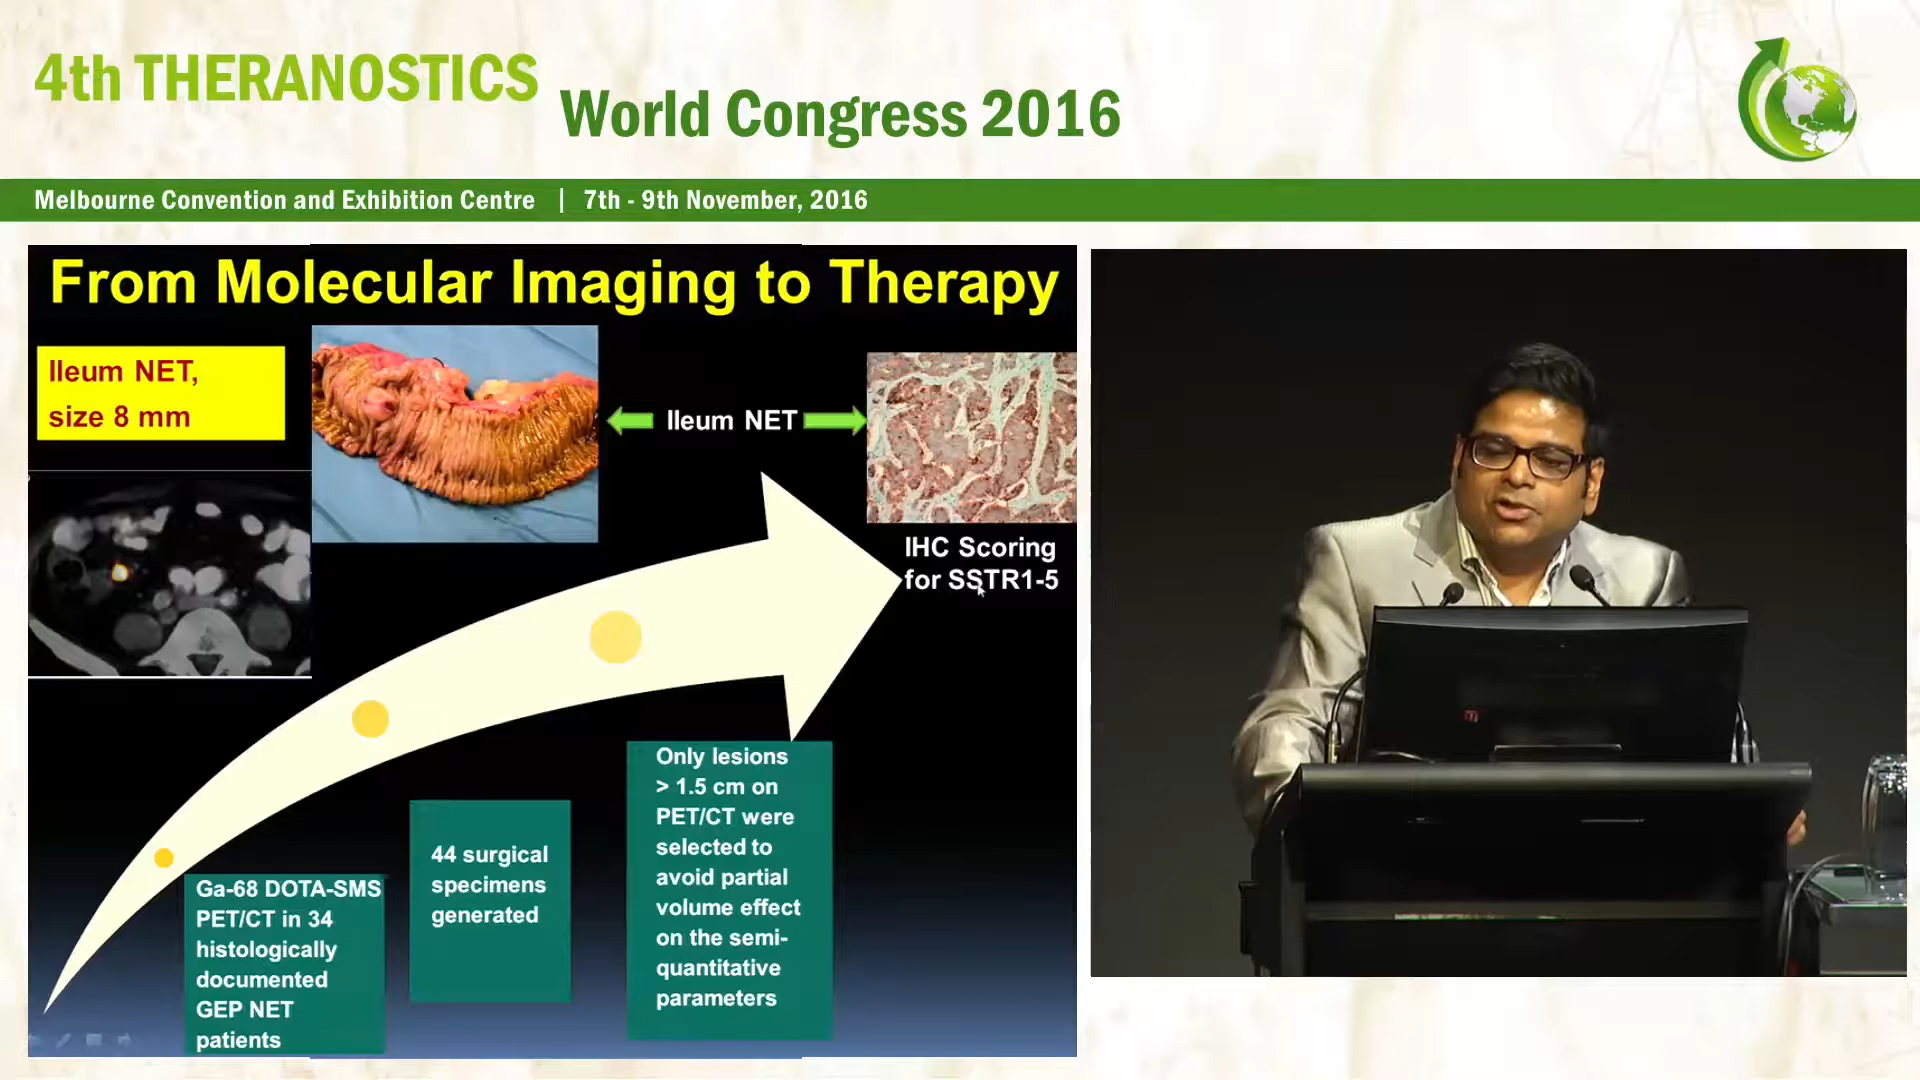 4th THERANOSTICS
World Congress 2016
Melbourne Convention and Exhibition Centre | 7th - 9th November, 2016
From Molecular Imaging to Therapy
Ileum NET,
size 8 mm
Ileum NET
IHC Scoring
for SSTR1-5
Ga-68 DOTA-SMS
PET/CT in 34
histologically
documented
GEP NET
patients
44 surgical
specimens
generated
Only lesions
> 1.5 cm on
PET/CT were
selected to
avoid partial
volume effect
on the semi-
quantitative
parameters